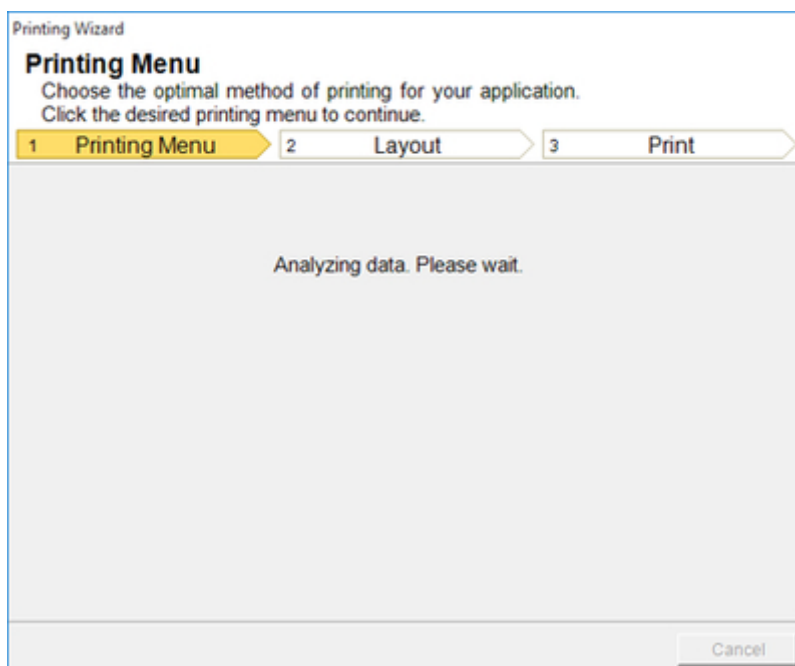 Printing Wizard
Printing Menu
Choose the optimal method of printing for your application.
Click the desired printing menu to continue.
1 Printing Menu 2 Layout 3 Print
Analyzing data. Please wait.
Cancel